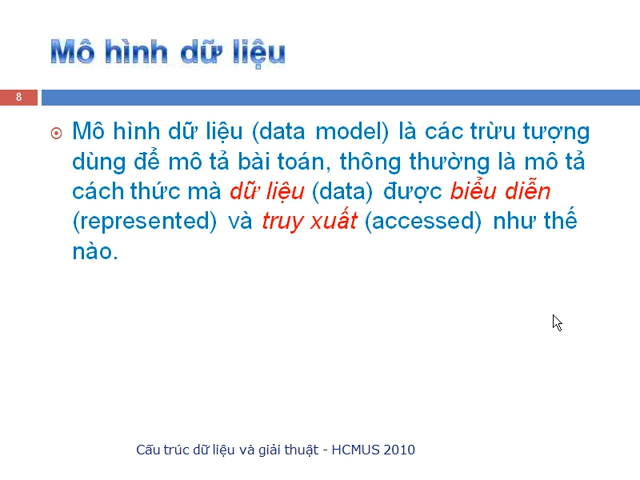 Mô hình dữ liệu
8
Mô hình dữ liệu (data model) là các trừu tượng
dùng để mô tả bài toán, thông thường là mô tả
cách thức mà dữ liệu (data) được biểu diễn
(represented) và truy xuất (accessed) như thế
nào.
Cấu trúc dữ liệu và giải thuật - HCMUS 2010